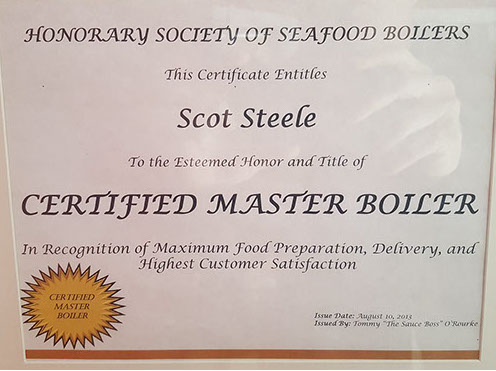 HONORARY SOCIETY OF SEAFOOD BOILERS
This Certificate Entitles
Scot Steele
To the Esteemed Honor and Title of
CERTIFIED MASTER BOILER
In Recognition of Maximum Food Preparation, Delivery, and
Highest Customer Satisfaction
CERTIFIED
MASTER
BOILER
Issue Date: August 10, 2013
Issued By: Tommy "The Sauce Boss" O'Rourke